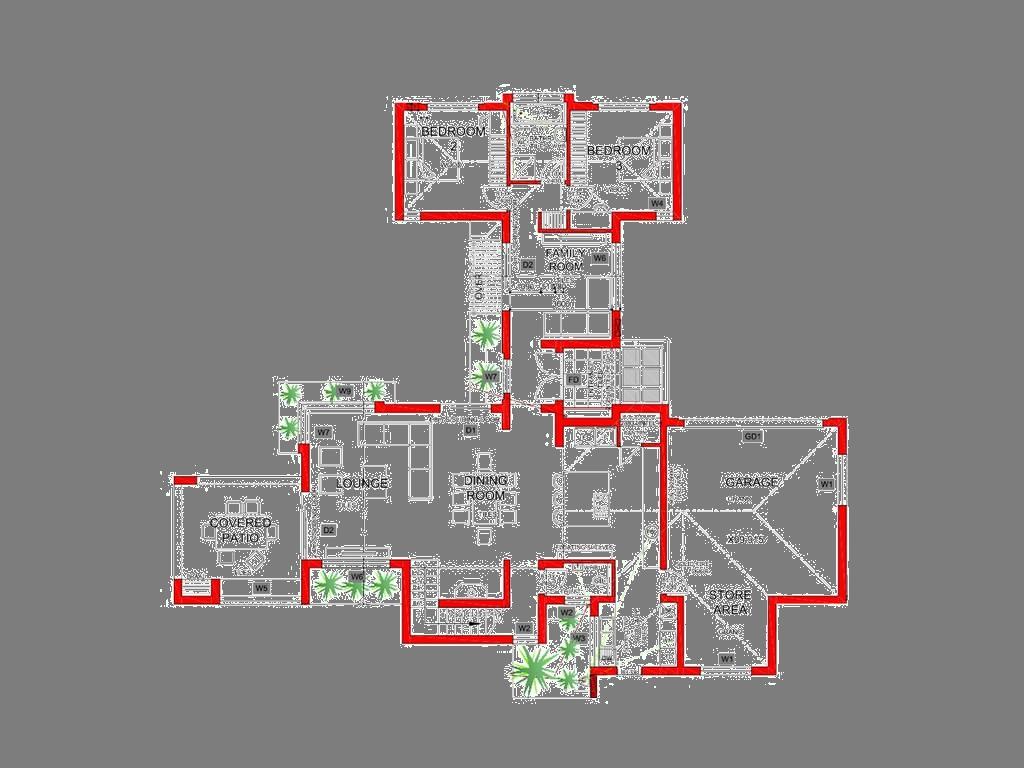 BEDROOM
2
BEDROOM
3
W4
FAMILY
ROOM
D2
W6
OVER
W7
FD
W9
D1
W7
GD1
LOUNGE
DINING
ROOM
GARAGE
W1
COVERED
PATIO
D2
W5
W6
STORE
AREA
W2
W2
W3
W1